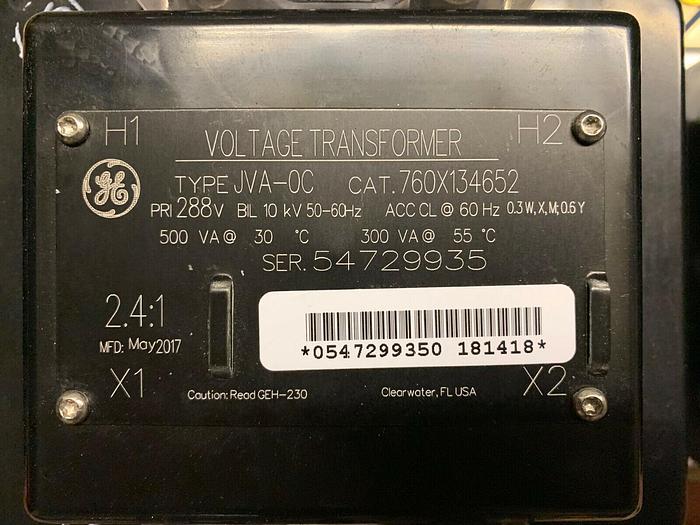 H1 VOLTAGE TRANSFORMER H2
GE
TYPE JVA-0C CAT. 760X134652
PRI 288V BIL 10 kV 50-60Hz ACC CL @ 60 Hz 0.3 W, X, M; 0.6 Y
500 VA @ 30 °C 300 VA @ 55 °C
SER. 54729935
2.4:1
MFD: May 2017
*0547299350 181418*
X1 X2
Caution: Read GEH-230 Clearwater, FL USA